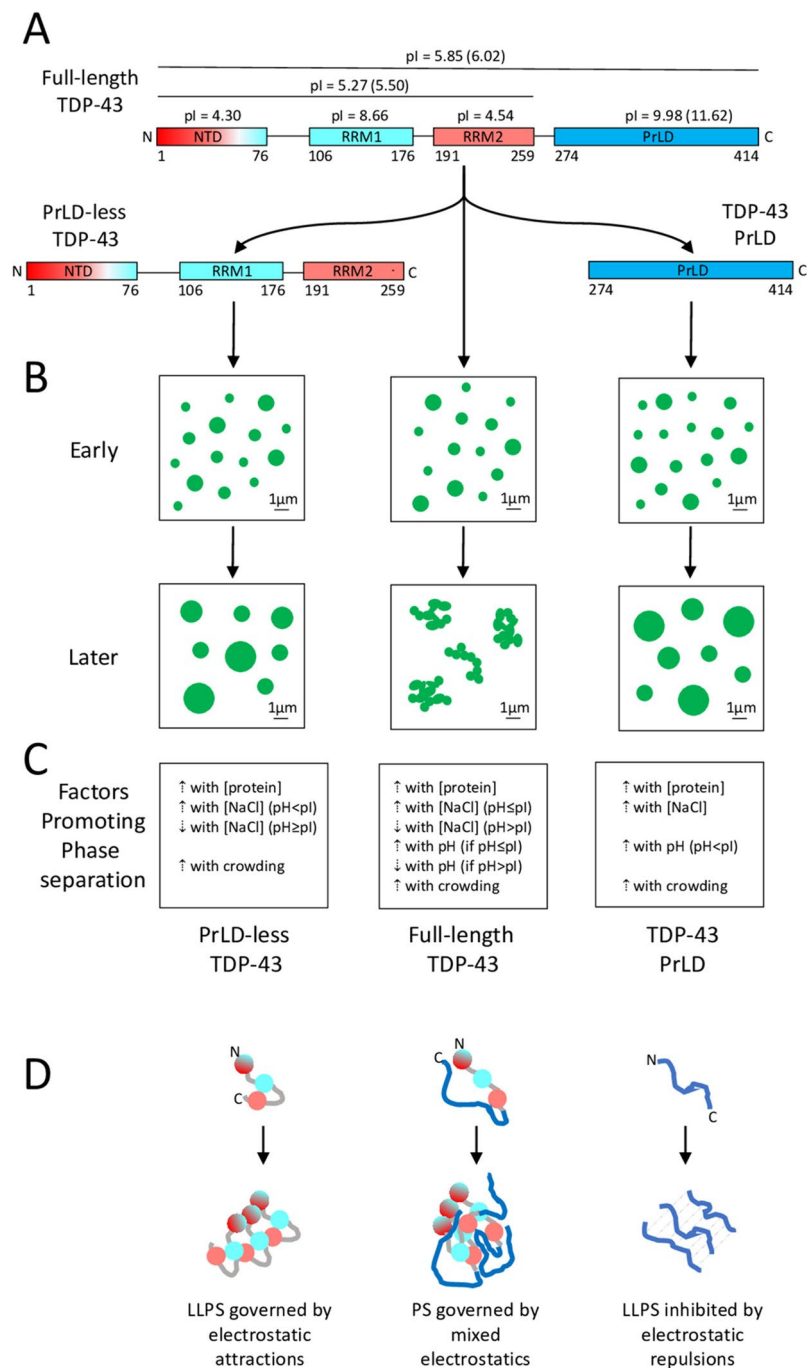 A
pI = 5.85 (6.02)
Full-length
TDP-43
pI = 5.27 (5.50)
pI = 4.30
pI = 8.66
pI = 4.54
pI = 9.98 (11.62)
N
NTD
RRM1
RRM2
PrLD
C
1
76
106
176
191
259
274
414
PrLD-less
TDP-43
TDP-43
PrLD
N
NTD
RRM1
RRM2
C
1
76
106
176
191
259
PrLD
C
274
414
B
Early
1µm
1µm
1µm
Later
1µm
1µm
1µm
C
Factors
Promoting
Phase
separation
⇡ with [protein]
⇡ with [NaCl] (pH<pI)
⇣ with [NaCl] (pH≥pI)
⇡ with crowding
⇡ with [protein]
⇡ with [NaCl] (pH≤pI)
⇣ with [NaCl] (pH>pI)
⇡ with pH (if pH≤pI)
⇣ with pH (if pH>pI)
⇡ with crowding
⇡ with [protein]
⇡ with [NaCl]
⇡ with pH (pH<pI)
⇡ with crowding
PrLD-less
TDP-43
Full-length
TDP-43
TDP-43
PrLD
D
N
C
C
N
N
C
LLPS governed by
electrostatic
attractions
PS governed by
mixed
electrostatics
LLPS inhibited by
electrostatic
repulsions